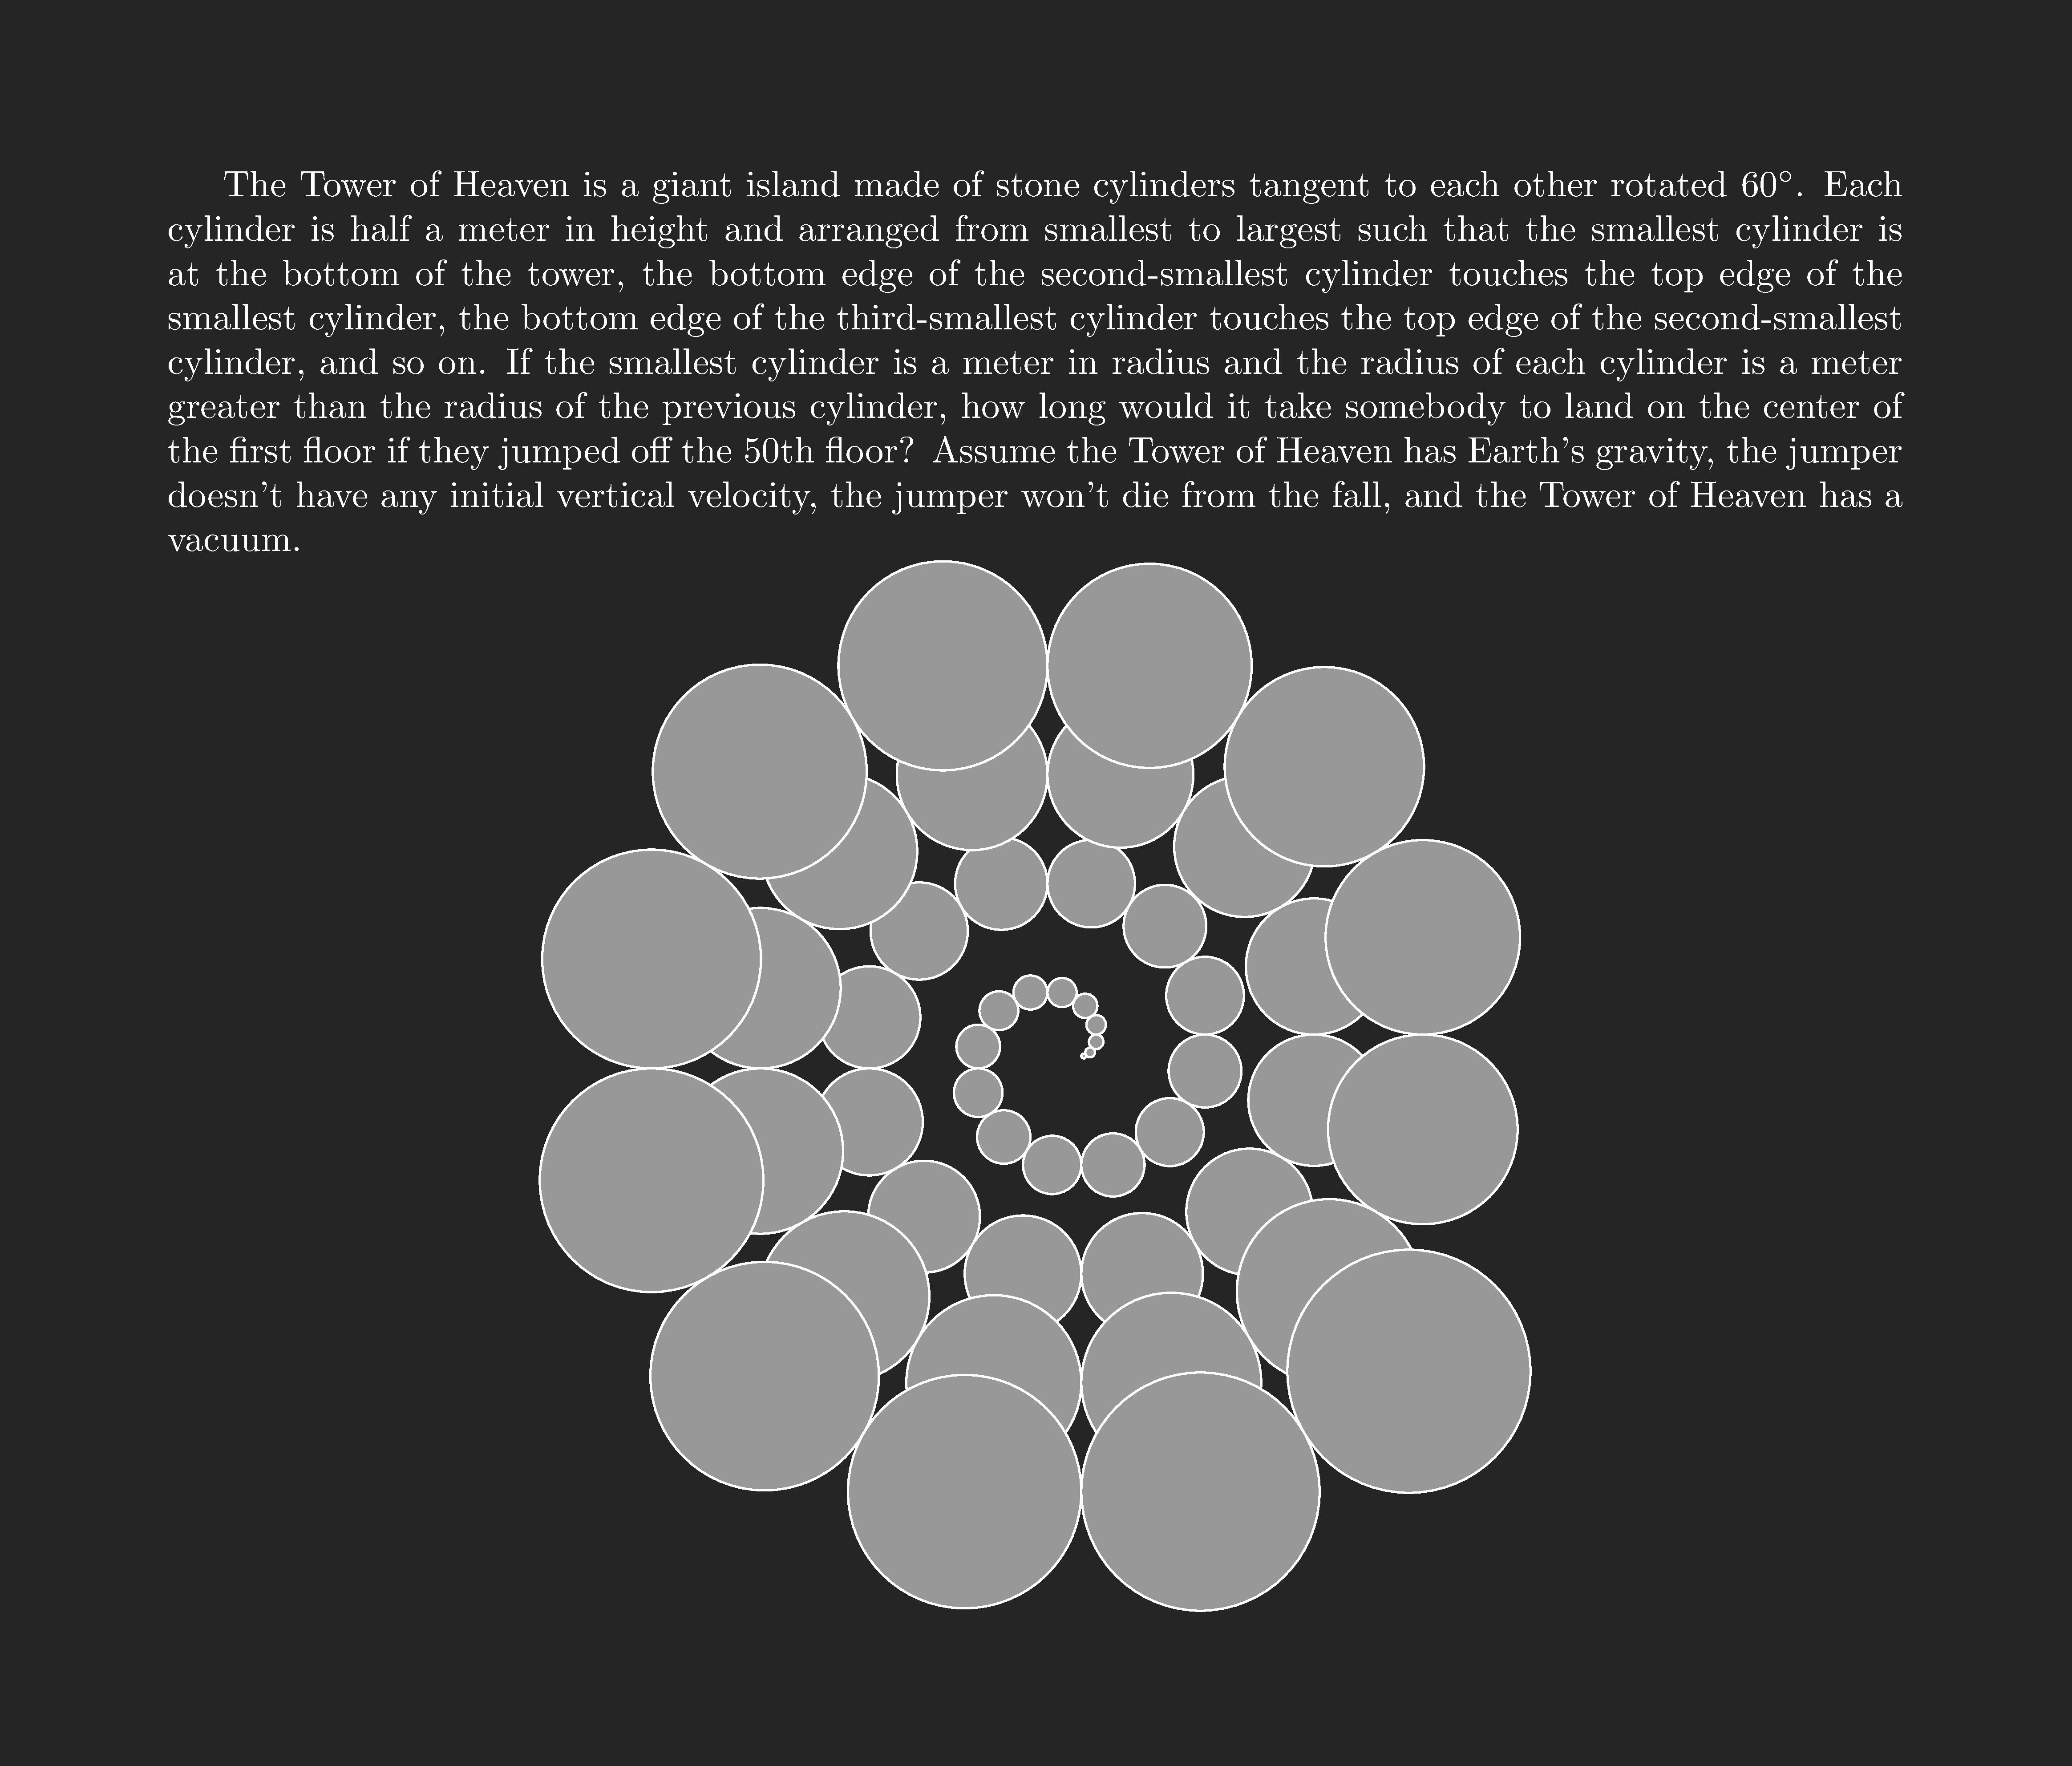 The Tower of Heaven is a giant island made of stone cylinders tangent to each other rotated 60°. Each
cylinder is half a meter in height and arranged from smallest to largest such that the smallest cylinder is
at the bottom of the tower, the bottom edge of the second-smallest cylinder touches the top edge of the
smallest cylinder, the bottom edge of the third-smallest cylinder touches the top edge of the second-smallest
cylinder, and so on. If the smallest cylinder is a meter in radius and the radius of each cylinder is a meter
greater than the radius of the previous cylinder, how long would it take somebody to land on the center of
the first floor if they jumped off the 50th floor? Assume the Tower of Heaven has Earth's gravity, the jumper
doesn't have any initial vertical velocity, the jumper won't die from the fall, and the Tower of Heaven has a
vacuum.